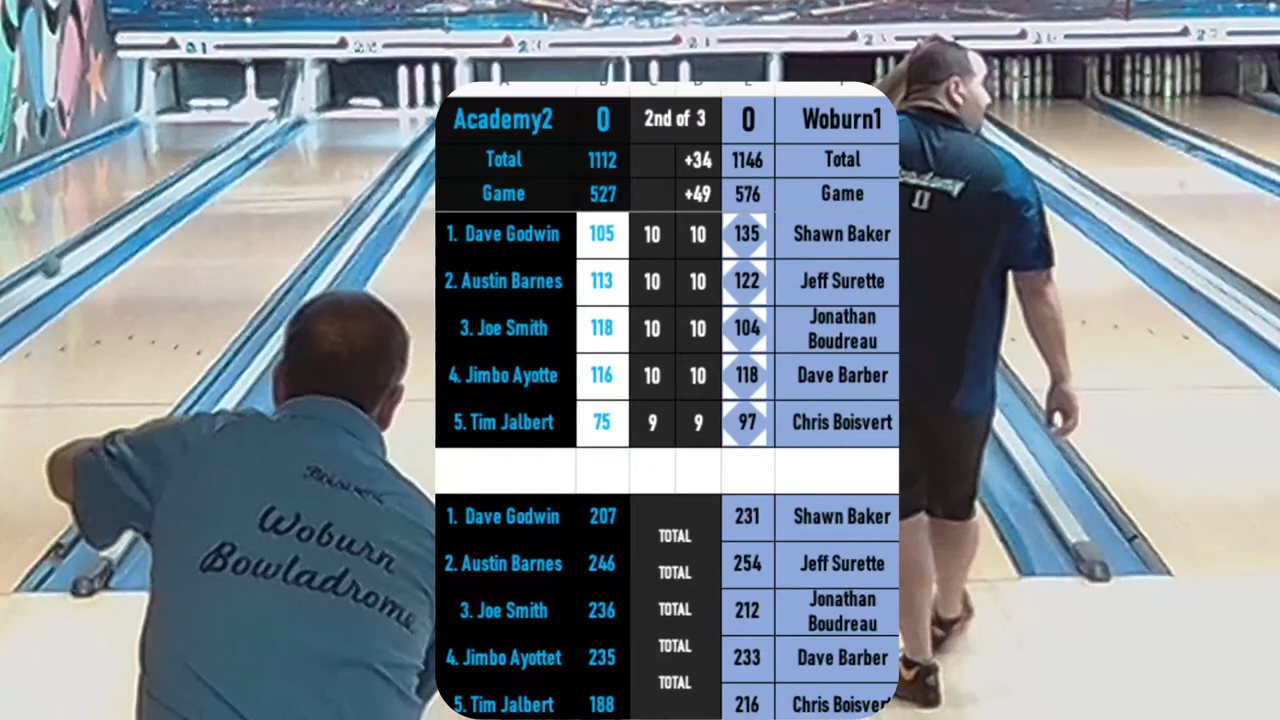 Academy2 0 2nd of 3 0 Woburn1
Total 1112 +34 1146 Total
Game 527 +49 576 Game
1. Dave Godwin 105 10 10 135 Shawn Baker
2. Austin Barnes 113 10 10 122 Jeff Surette
3. Joe Smith 118 10 10 104 Jonathan Boudreau
4. Jimbo Ayotte 116 10 10 118 Dave Barber
5. Tim Jalbert 75 9 9 97 Chris Boisvert
1. Dave Godwin 207 TOTAL 231 Shawn Baker
2. Austin Barnes 246 TOTAL 254 Jeff Surette
3. Joe Smith 236 TOTAL 212 Jonathan Boudreau
4. Jimbo Ayottet 235 TOTAL 233 Dave Barber
5. Tim Jalbert 188 TOTAL 216 Chris Boisvert
Woburn
Bowladrome